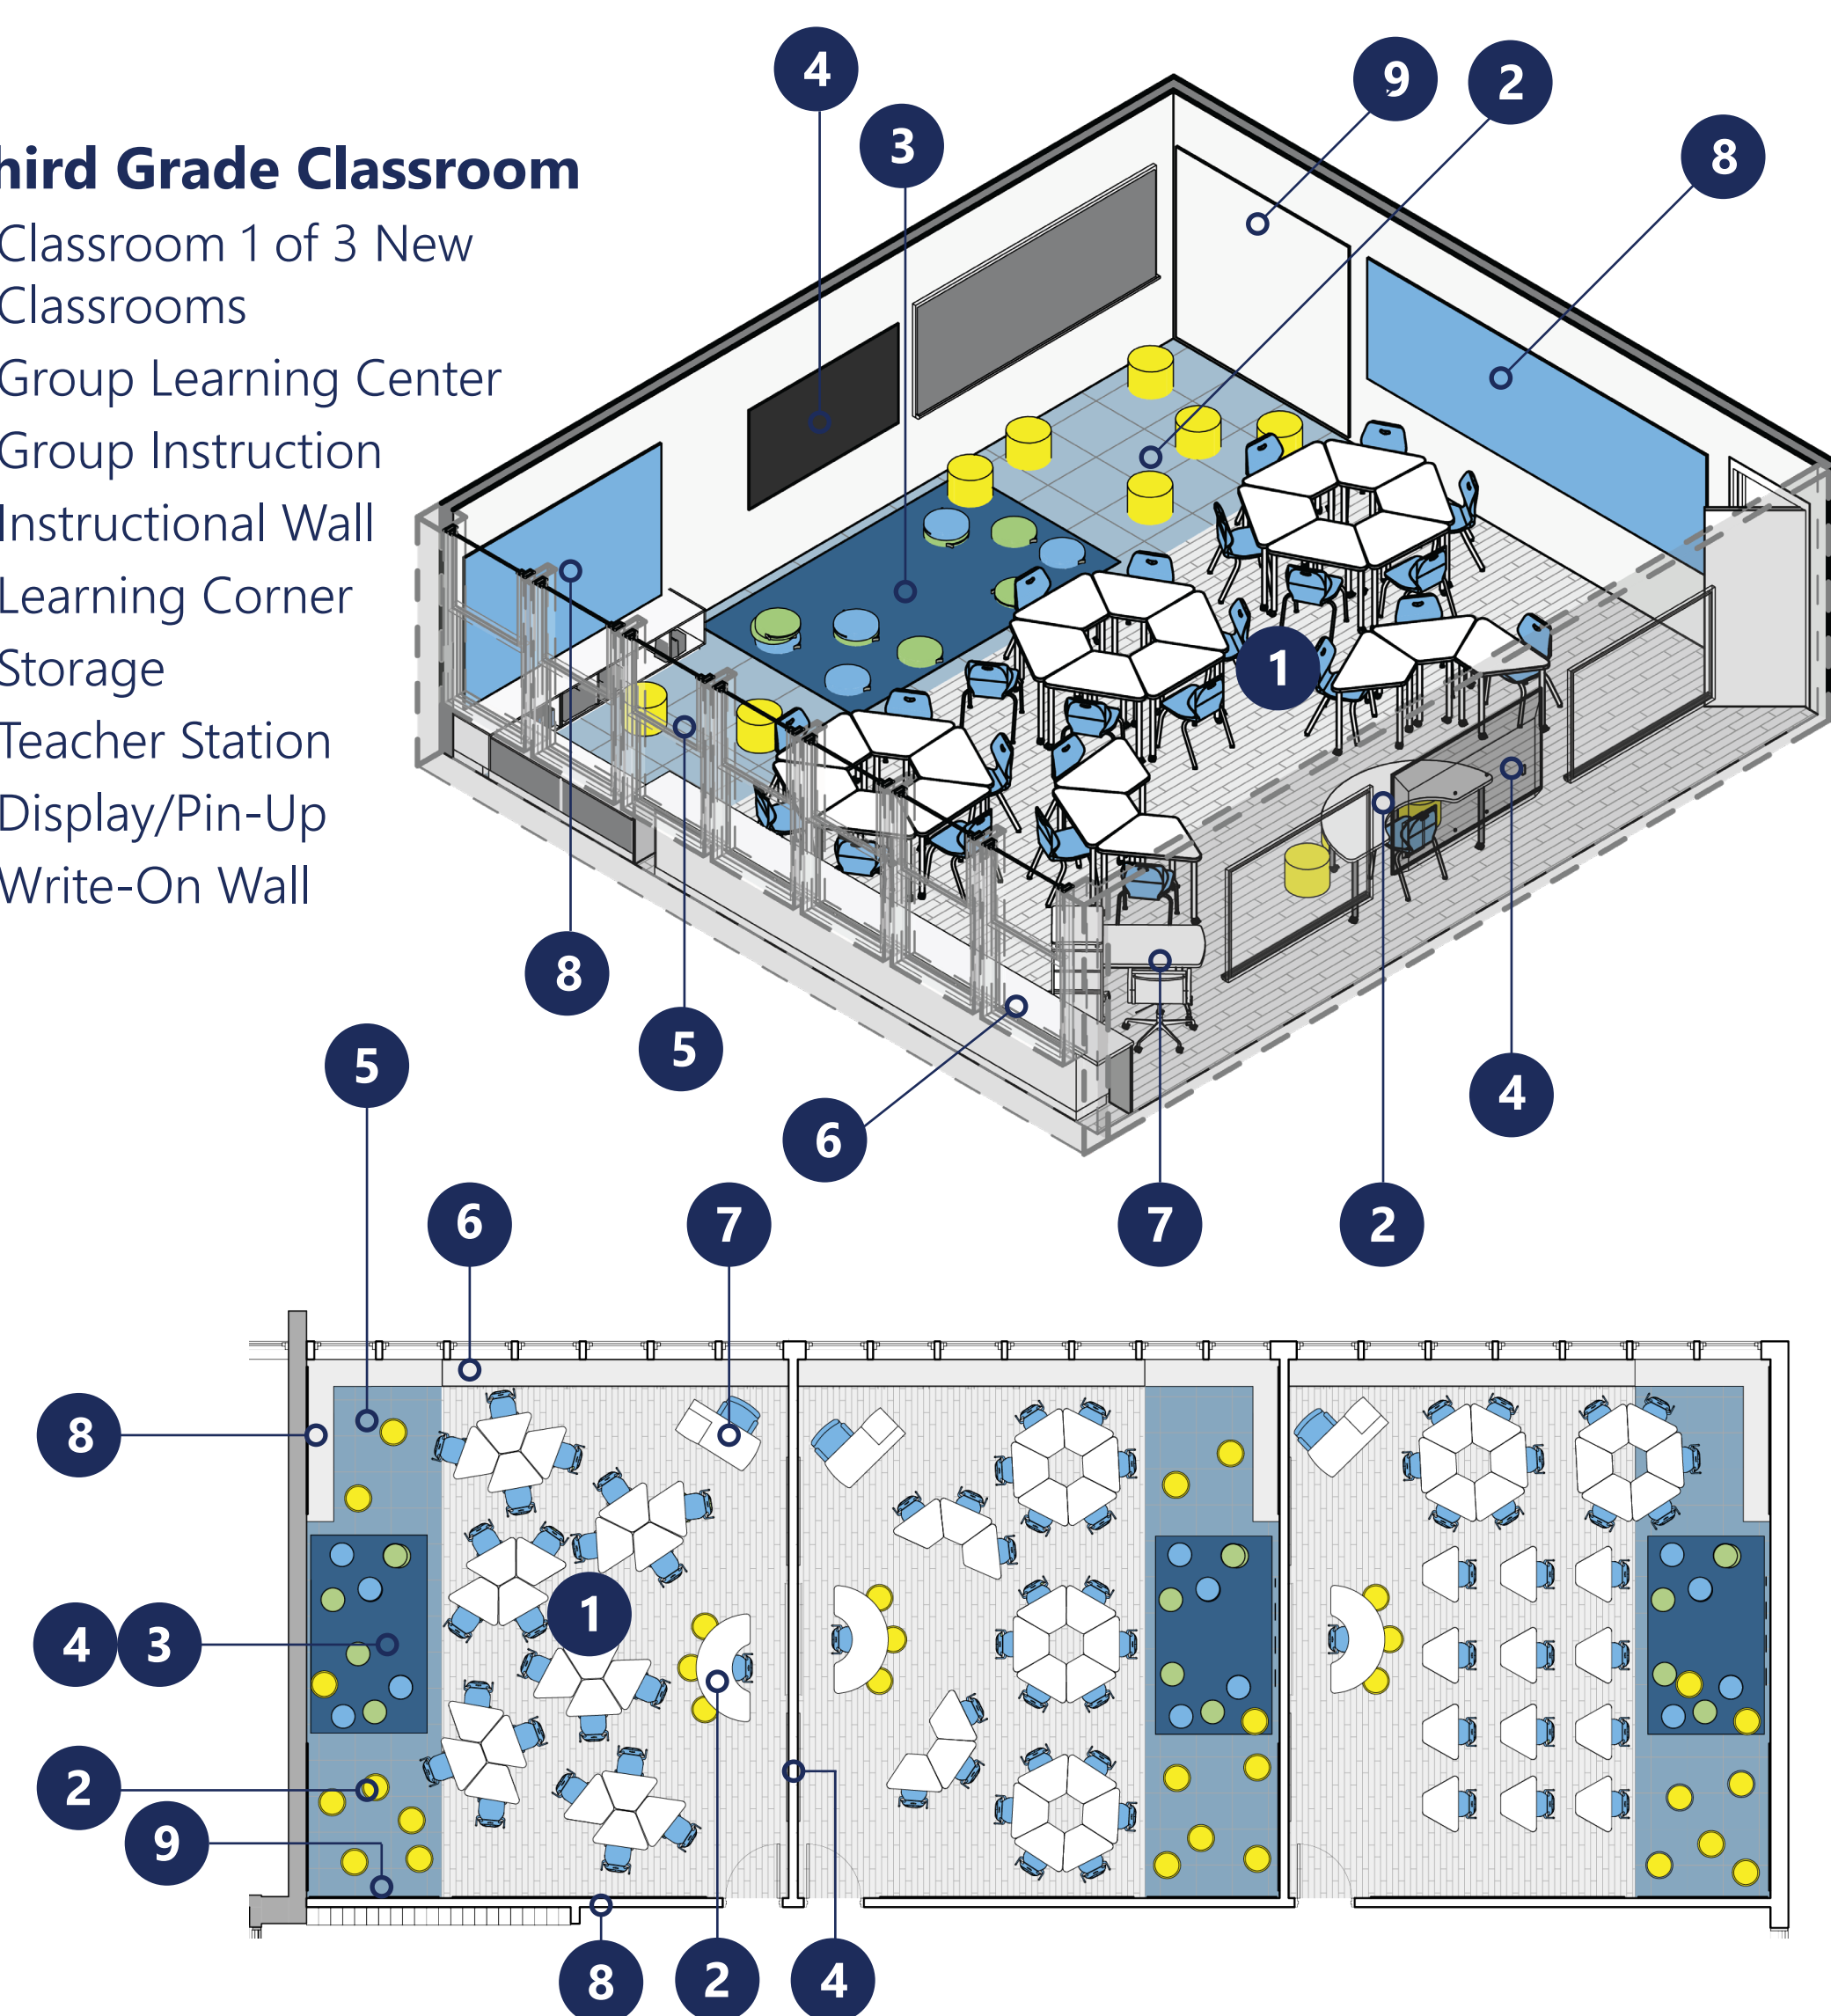 4
9
2
3
8
hird Grade Classroom
Classroom 1 of 3 New
Classrooms
Group Learning Center
Group Instruction
Instructional Wall
Learning Corner
Storage
Teacher Station
Display/Pin-Up
Write-On Wall
1
8
5
5
4
6
6
7
7
2
8
1
4 3
2
9
8
2
4